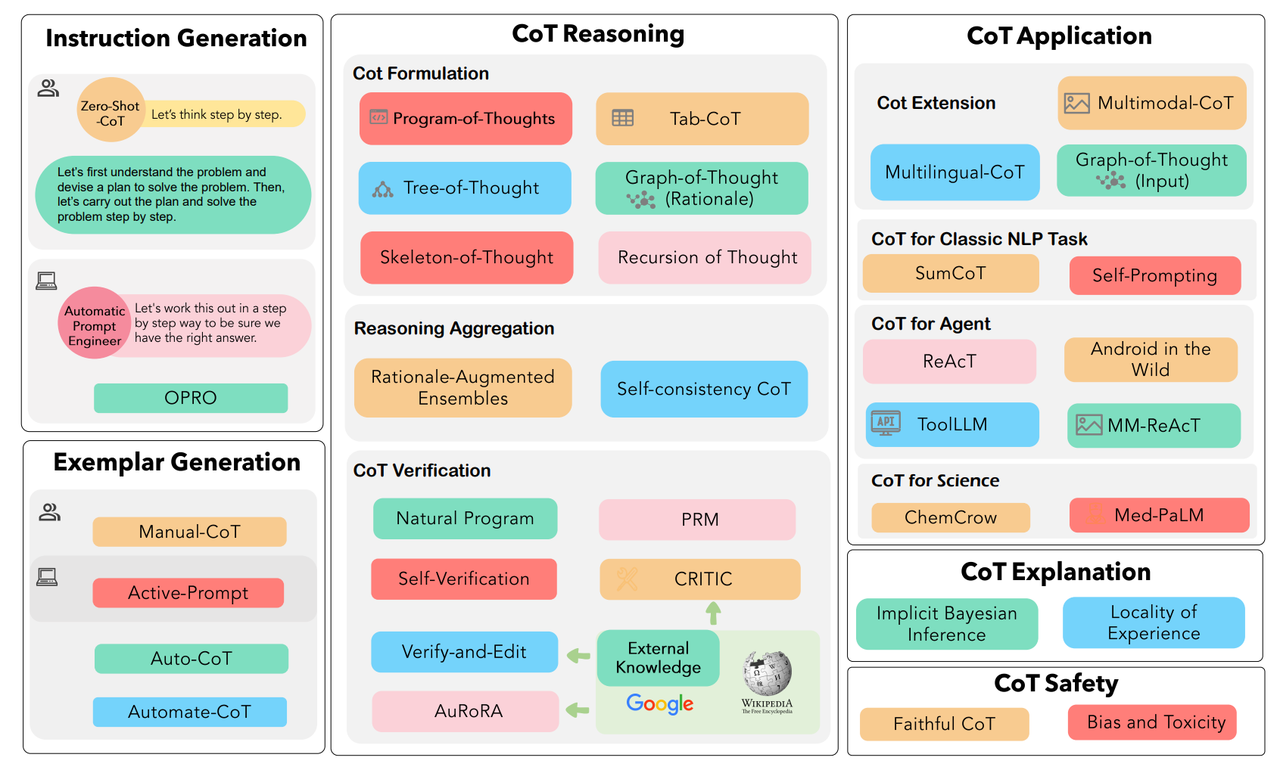 Instruction Generation
Zero-Shot
-CoT
Let's think step by step.
Let's first understand the problem and
devise a plan to solve the problem. Then,
let's carry out the plan and solve the
problem step by step.
Automatic
Prompt
Engineer
Let's work this out in a step
by step way to be sure we
have the right answer.
OPRO
Exemplar Generation
Manual-CoT
Active-Prompt
Auto-CoT
Automate-CoT
CoT Reasoning
Cot Formulation
</> Program-of-Thoughts
Tab-CoT
Tree-of-Thought
Graph-of-Thought
(Rationale)
Skeleton-of-Thought
Recursion of Thought
Reasoning Aggregation
Rationale-Augmented
Ensembles
Self-consistency CoT
CoT Verification
Natural Program
PRM
Self-Verification
CRITIC
Verify-and-Edit
External
Knowledge
AuRoRA
Google
WIKIPEDIA
The Free Encyclopedia
CoT Application
Cot Extension
Multimodal-CoT
Multilingual-CoT
Graph-of-Thought
(Input)
CoT for Classic NLP Task
SumCoT
Self-Prompting
CoT for Agent
ReAcT
Android in the
Wild
API
ToolLLM
MM-ReAcT
CoT for Science
ChemCrow
Med-PaLM
CoT Explanation
Implicit Bayesian
Inference
Locality of
Experience
CoT Safety
Faithful CoT
Bias and Toxicity